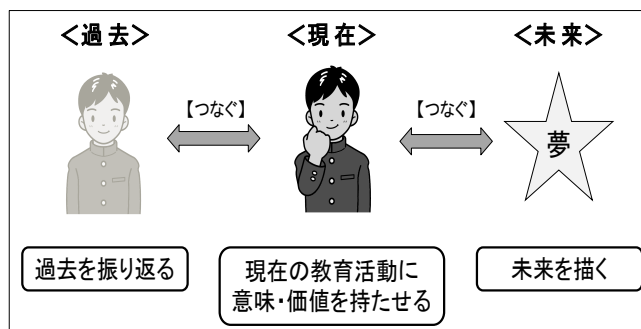 ＜過去＞
＜現在＞
＜未来＞
【つなぐ】
【つなぐ】
夢
過去を振り返る
現在の教育活動に
意味・価値を持たせる
未来を描く